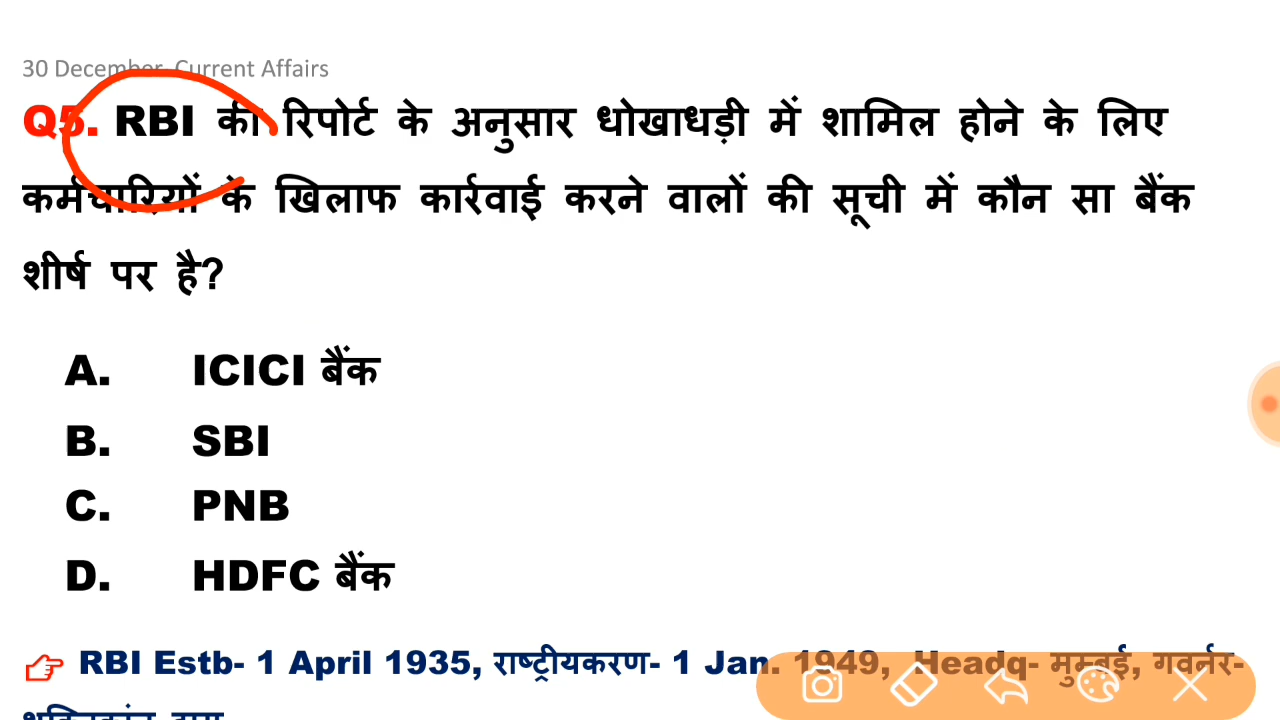 30 December Current Affairs
Q5. RBI की रिपोर्ट के अनुसार धोखाधड़ी में शामिल होने के लिए
कर्मचारियों के खिलाफ कार्रवाई करने वालों की सूची में कौन सा बैंक
शीर्ष पर है?
A. ICICI बैंक
B. SBI
C. PNB
D. HDFC बैंक
RBI Estb- 1 April 1935, राष्ट्रीयकरण- 1 Jan. 1949, Headq- मुम्बई, गवर्नर-